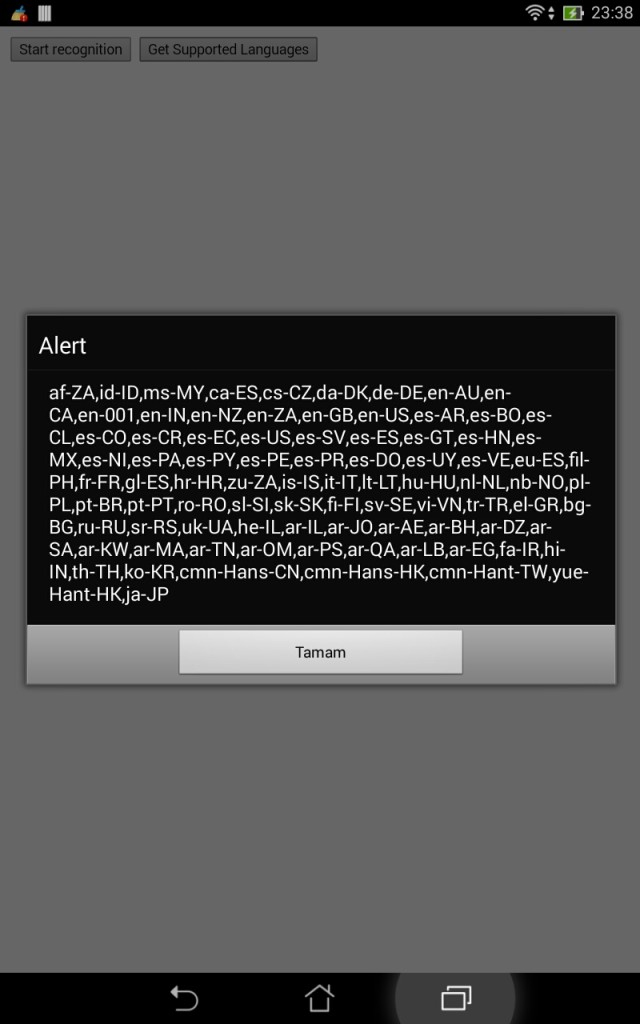 23:38
Start recognition Get Supported Languages
Alert
af-ZA,id-ID,ms-MY,ca-ES,cs-CZ,da-DK,de-DE,en-AU,en-
CA,en-001,en-IN,en-NZ,en-ZA,en-GB,en-US,es-AR,es-BO,es-
CL,es-CO,es-CR,es-EC,es-US,es-SV,es-ES,es-GT,es-HN,es-
MX,es-NI,es-PA,es-PY,es-PE,es-PR,es-DO,es-UY,es-VE,eu-ES,fil-
PH,fr-FR,gl-ES,hr-HR,zu-ZA,is-IS,it-IT,lt-LT,hu-HU,nl-NL,nb-NO,pl-
PL,pt-BR,pt-PT,ro-RO,sl-SI,sk-SK,fi-FI,sv-SE,vi-VN,tr-TR,el-GR,bg-
BG,ru-RU,sr-RS,uk-UA,he-IL,ar-IL,ar-JO,ar-AE,ar-BH,ar-DZ,ar-
SA,ar-KW,ar-MA,ar-TN,ar-OM,ar-PS,ar-QA,ar-LB,ar-EG,fa-IR,hi-
IN,th-TH,ko-KR,cmn-Hans-CN,cmn-Hans-HK,cmn-Hant-TW,yue-
Hant-HK,ja-JP
Tamam